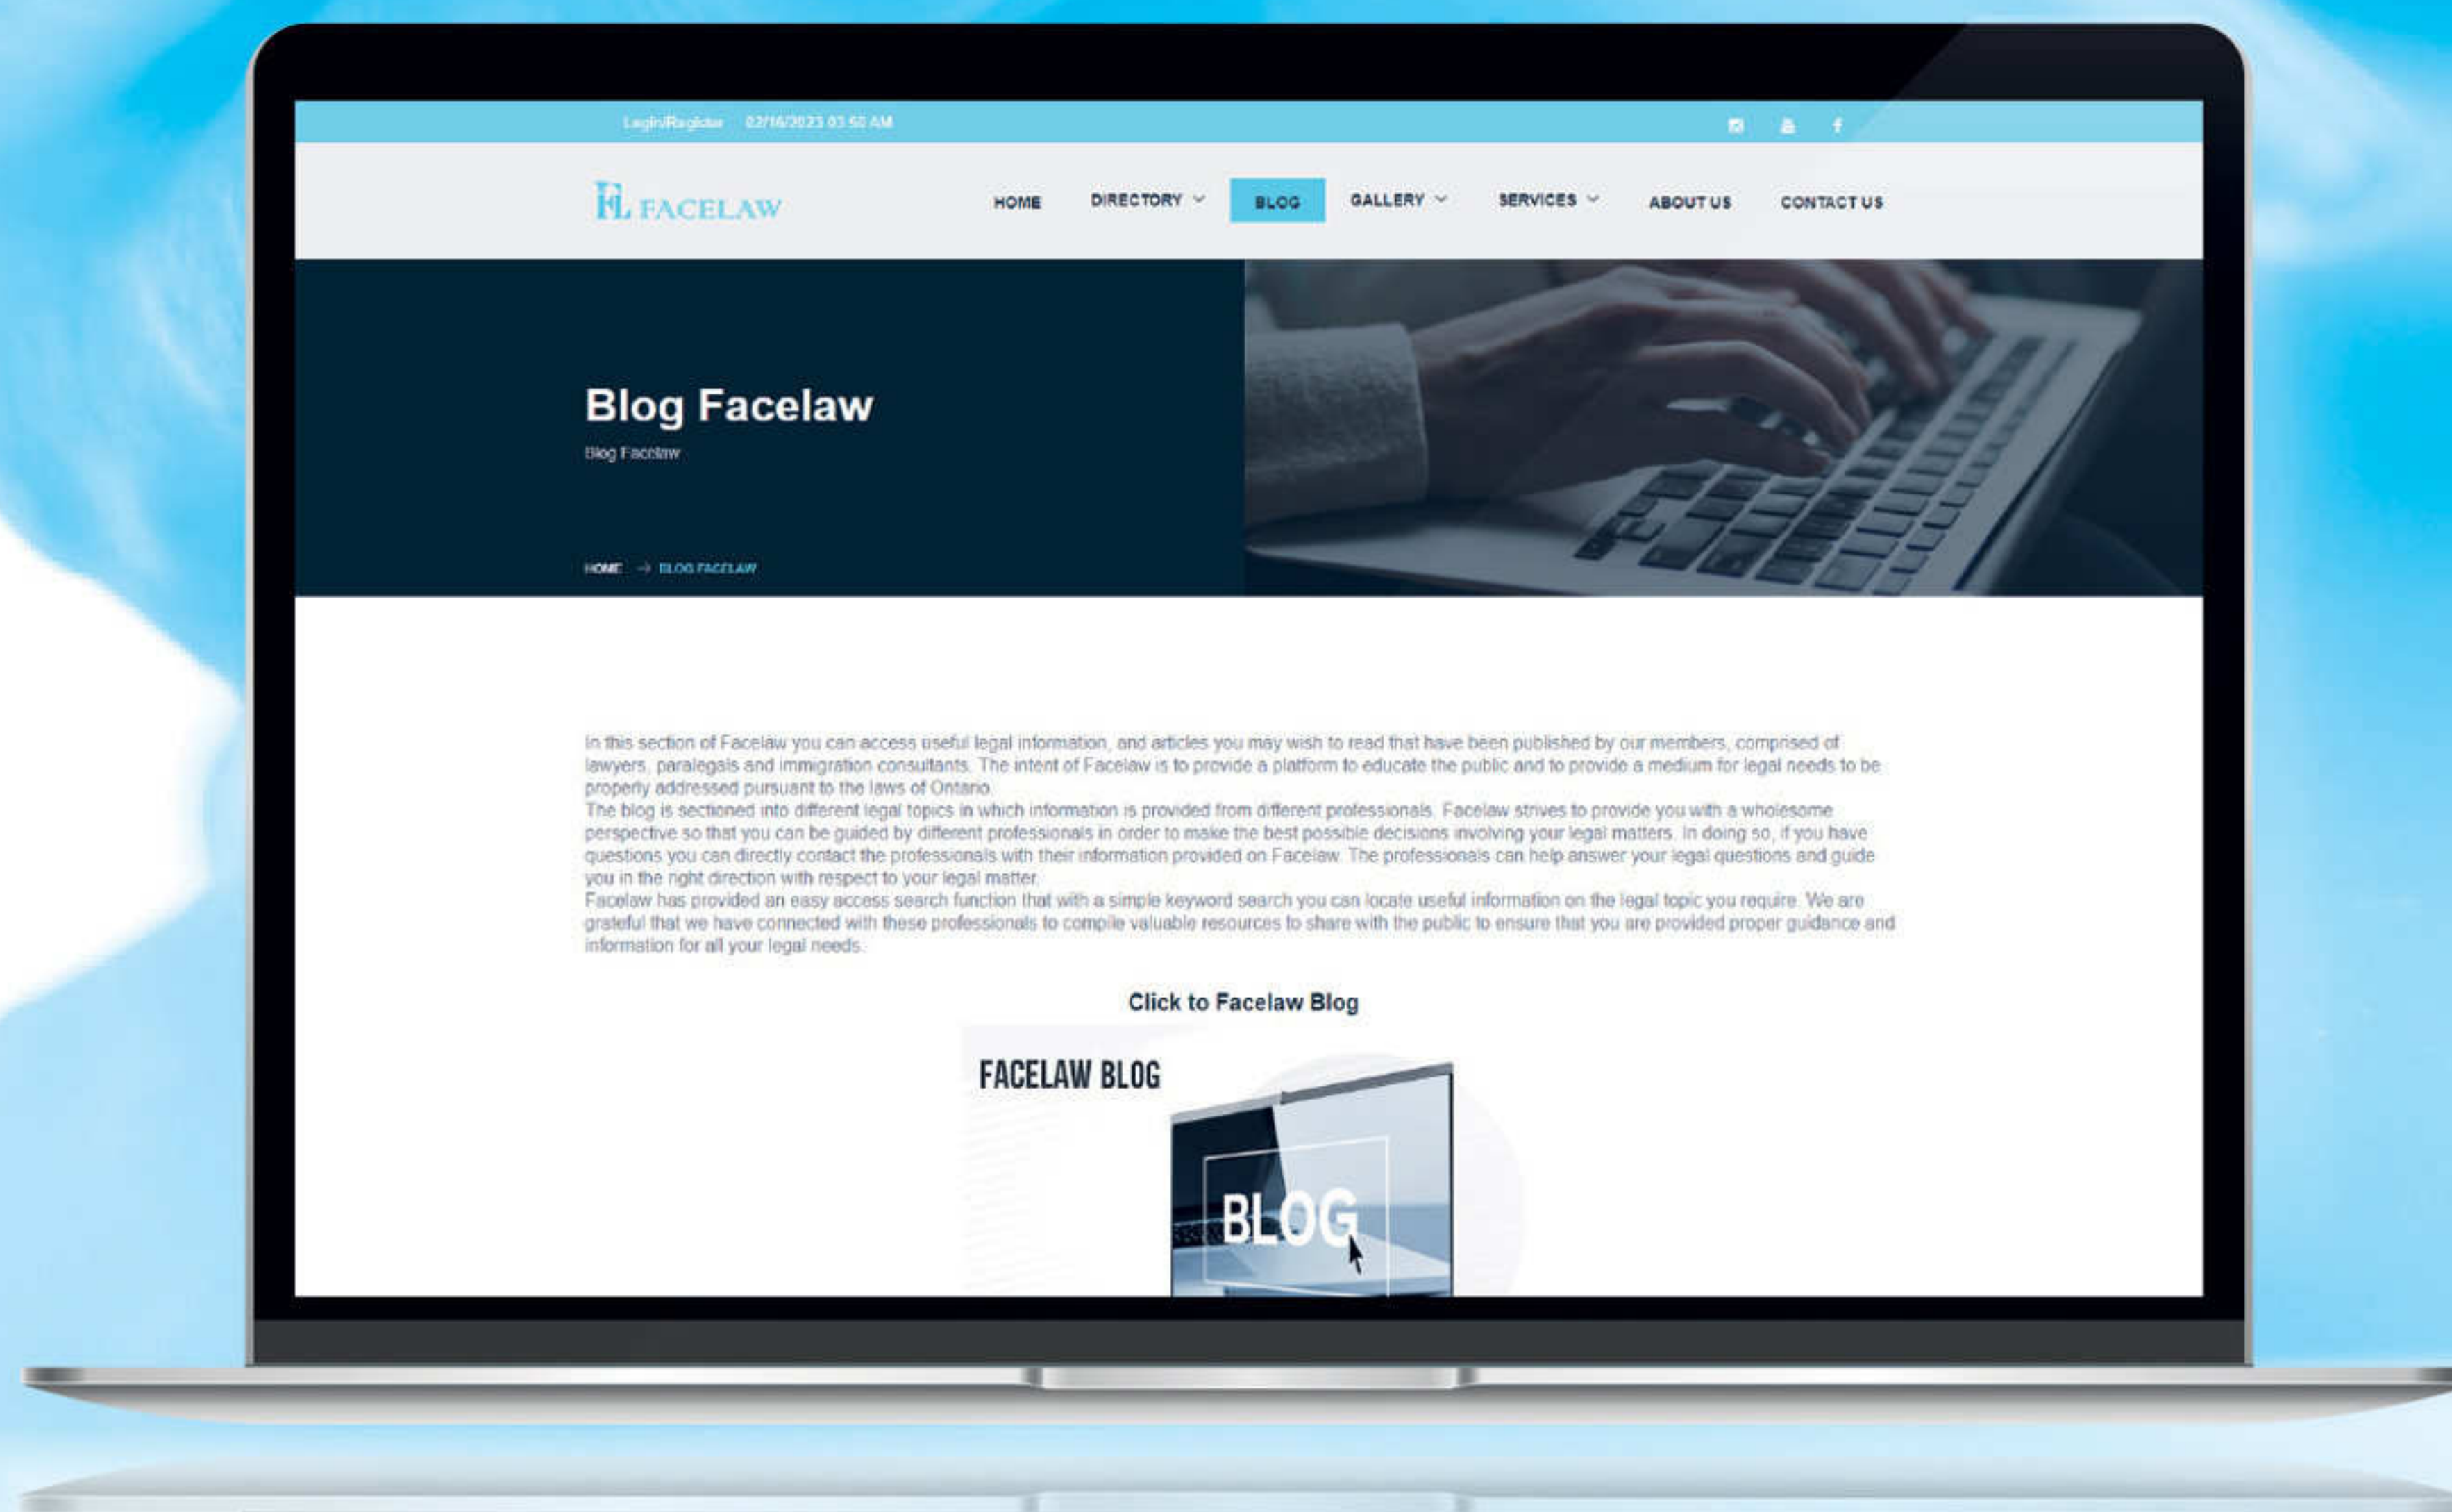 Login/Register 02/16/2023 03:50 AM
FL FACELAW
HOME DIRECTORY BLOG GALLERY SERVICES ABOUT US CONTACT US
Blog Facelaw
Blog Facelaw
HOME → BLOG FACELAW
In this section of Facelaw you can access useful legal information, and articles you may wish to read that have been published by our members, comprised of
lawyers, paralegals and immigration consultants. The intent of Facelaw is to provide a platform to educate the public and to provide a medium for legal needs to be
properly addressed pursuant to the laws of Ontario.
The blog is sectioned into different legal topics in which information is provided from different professionals. Facelaw strives to provide you with a wholesome
perspective so that you can be guided by different professionals in order to make the best possible decisions involving your legal matters. In doing so, if you have
questions you can directly contact the professionals with their information provided on Facelaw. The professionals can help answer your legal questions and guide
you in the right direction with respect to your legal matter.
Facelaw has provided an easy access search function that with a simple keyword search you can locate useful information on the legal topic you require. We are
grateful that we have connected with these professionals to compile valuable resources to share with the public to ensure that you are provided proper guidance and
information for all your legal needs.
Click to Facelaw Blog
FACELAW BLOG
BLOG